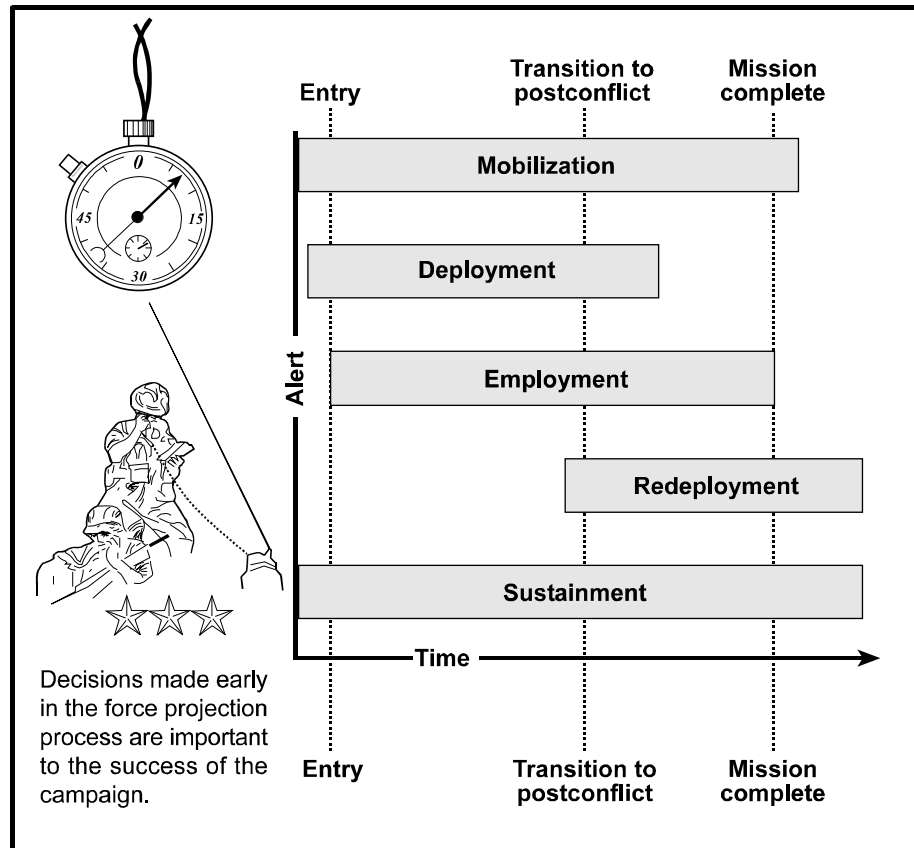 Entry
Transition to
postconflict
Mission
complete
0
15
30
45
Mobilization
Deployment
Employment
Redeployment
Sustainment
Alert
Time
Decisions made early
in the force projection
process are important
to the success of the
campaign.
Entry
Transition to
postconflict
Mission
complete